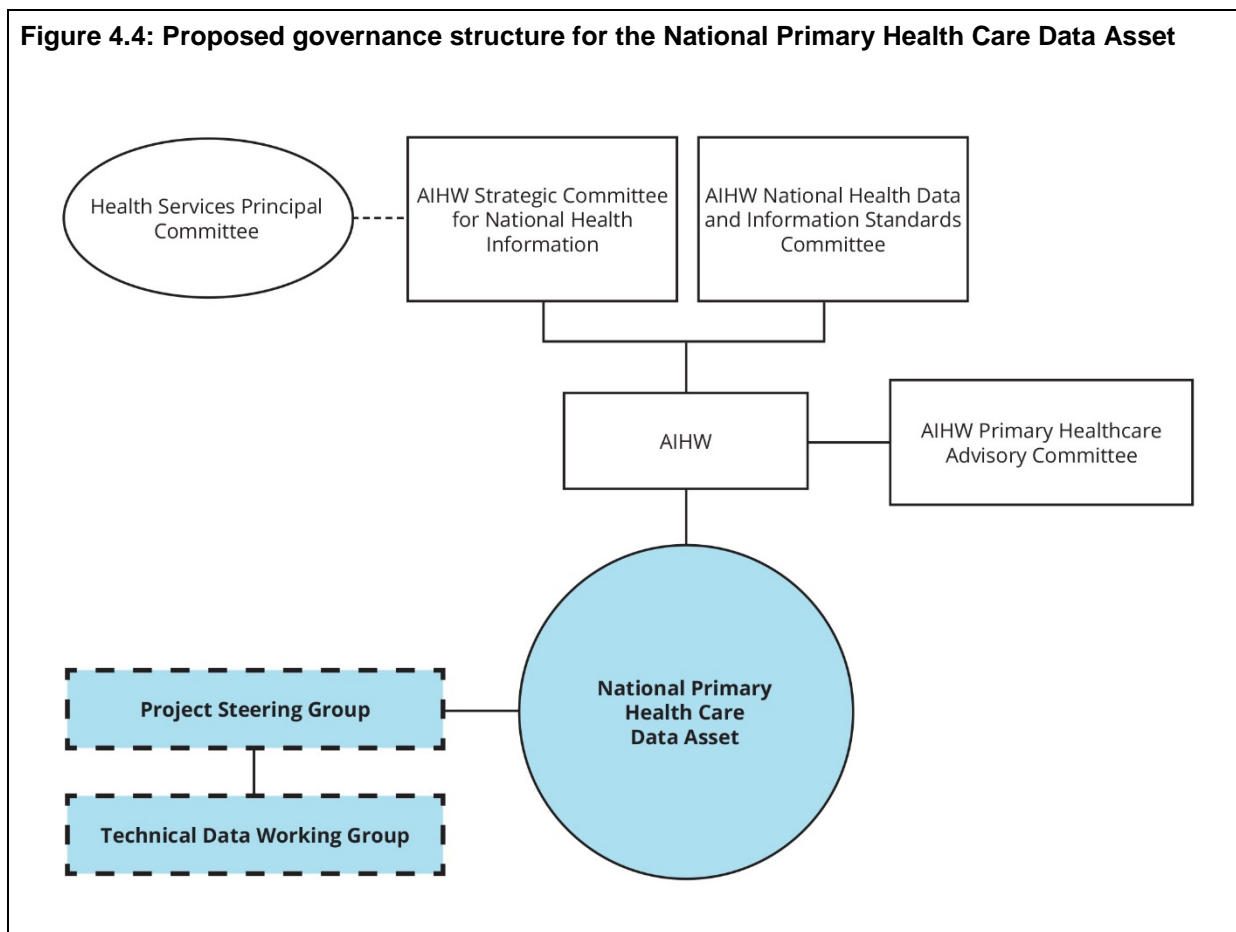 Figure 4.4: Proposed governance structure for the National Primary Health Care Data Asset
Health Services Principal
Committee
AIHW Strategic Committee
for National Health
Information
AIHW National Health Data
and Information Standards
Committee
AIHW
AIHW Primary Healthcare
Advisory Committee
National Primary
Health Care
Data Asset
Project Steering Group
Technical Data Working Group